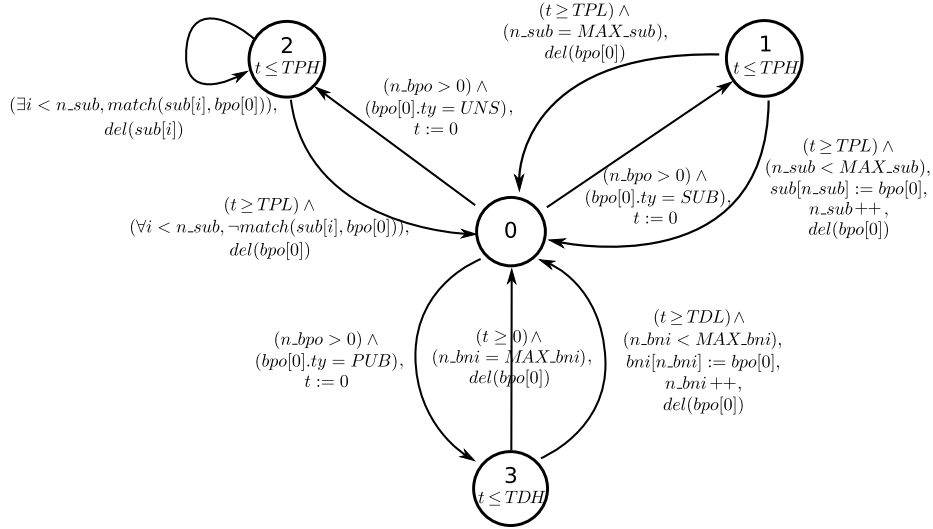 2
t ≤ TPH
(∃i < n_sub, match(sub[i], bpo[0])),
del(sub[i])
(n_bpo > 0) ∧
(bpo[0].ty = UNS),
t := 0
(t ≥ TPL) ∧
(n_sub = MAX_sub),
del(bpo[0])
1
t ≤ TPH
(t ≥ TPL) ∧
(n_sub < MAX_sub),
sub[n_sub] := bpo[0],
n_sub ++,
del(bpo[0])
(n_bpo > 0) ∧
(bpo[0].ty = SUB),
t := 0
(t ≥ TPL) ∧
(∀i < n_sub, ¬match(sub[i], bpo[0])),
del(bpo[0])
0
(n_bpo > 0) ∧
(bpo[0].ty = PUB),
t := 0
(t ≥ 0) ∧
(n_bni = MAX_bni),
del(bpo[0])
(t ≥ TDL) ∧
(n_bni < MAX_bni),
bni[n_bni] := bpo[0],
n_bni ++,
del(bpo[0])
3
t ≤ TDH